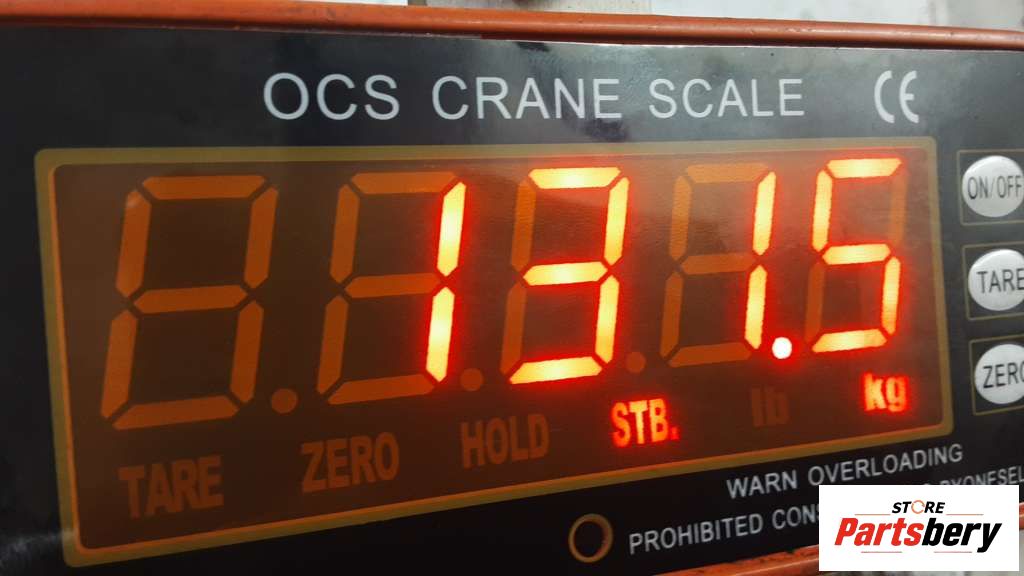 OCS CRANE SCALE CE
131.5
ON/OFF
TARE
ZERO
TARE ZERO HOLD STB. lb kg
WARN OVERLOADING
PROHIBITED
STORE
Partsbery